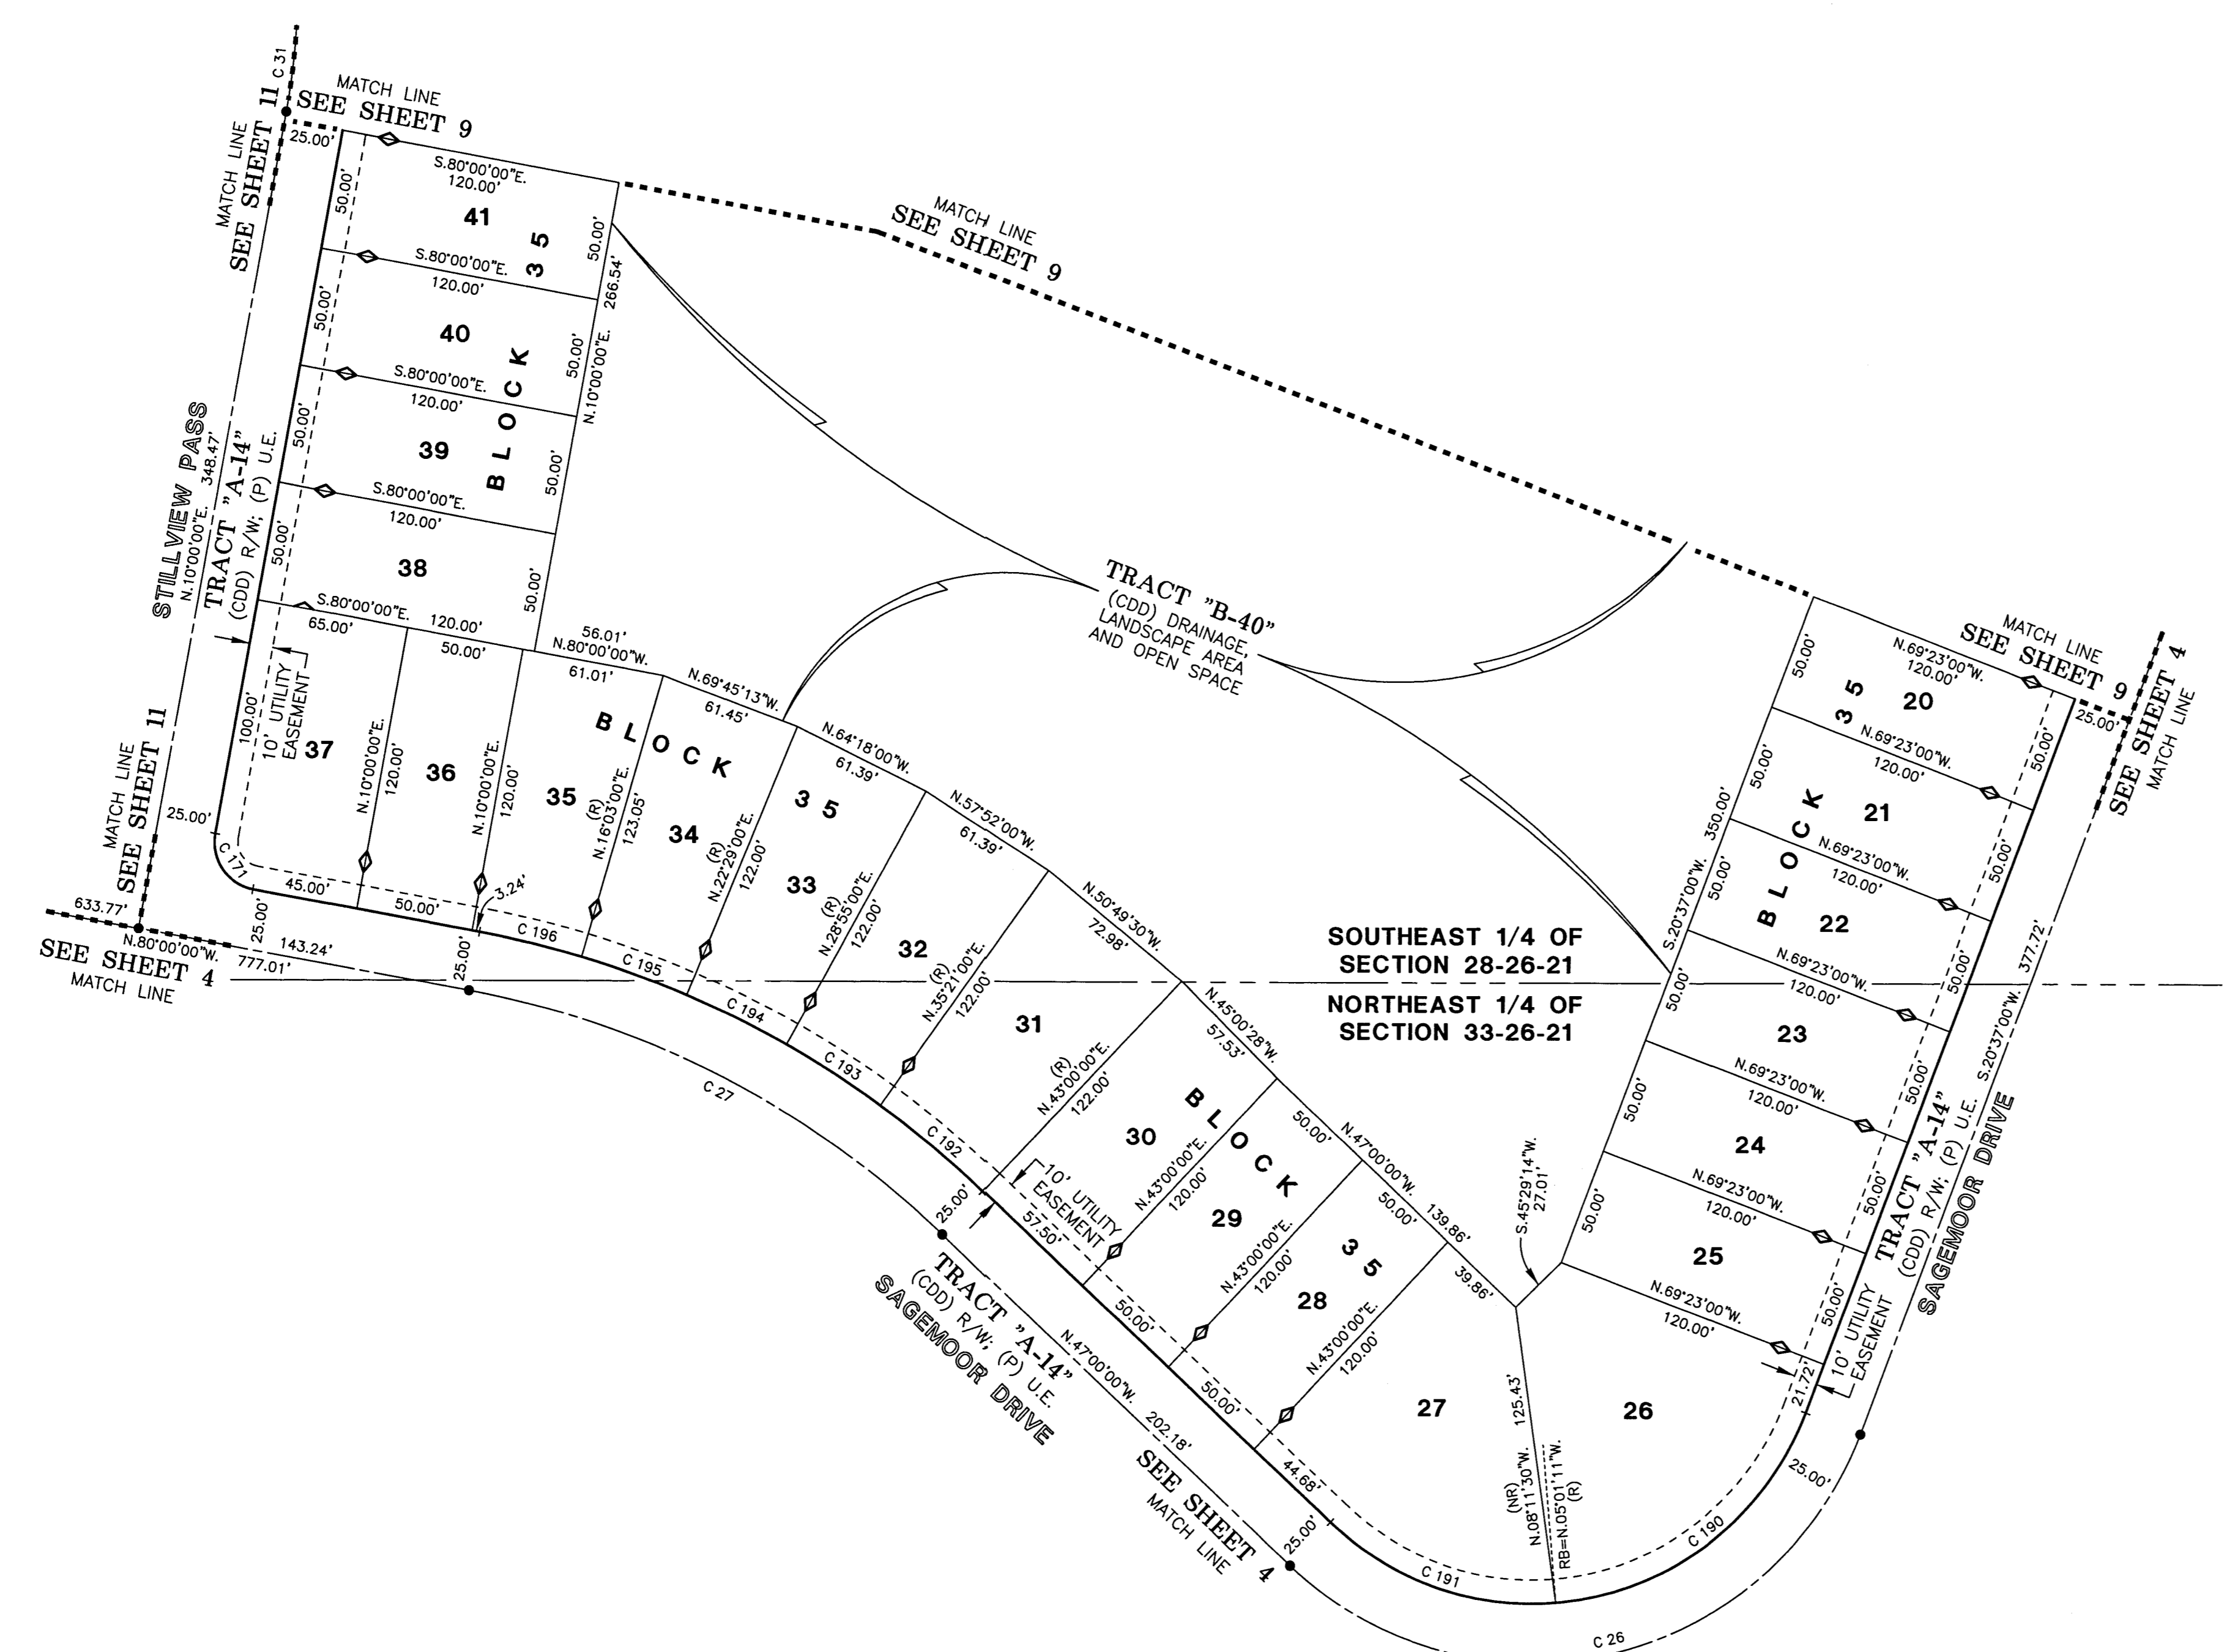 C 31
MATCH LINE
SEE SHEET 9
MATCH LINE
SEE SHEET 11
25.00'
S.80°00'00"E.
120.00'
41
50.00'
50.00'
266.54'
N.10°00'00"E.
S.80°00'00"E.
120.00'
40
50.00'
50.00'
S.80°00'00"E.
120.00'
39
50.00'
50.00'
S.80°00'00"E.
120.00'
38
50.00'
50.00'
BLOCK 35
STILLVIEW PASS
N.10°00'00"E. 348.47'
TRACT "A-14"
(CDD) R/W; (P) U.E.
MATCH LINE
SEE SHEET 9
TRACT "B-40"
(CDD) DRAINAGE,
LANDSCAPE AREA
AND OPEN SPACE
S.80°00'00"E. 120.00'
65.00'
50.00'
56.01'
N.80°00'00"W.
61.01'
N.69°45'13"W.
61.45'
N.64°18'00"W.
61.39'
N.57°52'00"W.
61.39'
N.50°49'30"W.
72.98'
N.45°00'28"W.
57.53'
N.47°00'00"W. 139.86'
50.00'
50.00'
39.86'
S.45°29'14"W.
27.01'
100.00'
10' UTILITY
EASEMENT
37
N.10°00'00"E.
120.00'
36
N.10°00'00"E.
120.00'
35
(R)
N.16°03'00"E.
123.05'
34
(R)
N.22°29'00"E.
122.00'
33
(R)
N.28°55'00"E.
122.00'
32
(R)
N.35°21'00"E.
122.00'
31
(R)
N.43°00'00"E.
122.00'
30
N.43°00'00"E.
120.00'
29
N.43°00'00"E.
120.00'
28
N.43°00'00"E.
120.00'
27
BLOCK 35
BLOCK 35
MATCH LINE
SEE SHEET 11
25.00'
C 171
45.00'
50.00'
3.24'
C 196
C 195
C 194
C 193
C 192
57.50'
10' UTILITY
EASEMENT
50.00'
50.00'
44.68'
633.77'
N.80°00'00"W.
777.01'
143.24'
25.00'
25.00'
SEE SHEET 4
MATCH LINE
C 27
25.00'
TRACT "A-14"
(CDD) R/W; (P) U.E.
SAGEMOOR DRIVE
N.47°00'00"W. 202.18'
SEE SHEET 4
MATCH LINE
25.00'
C 191
(NR)
N.08°11'30"W.
125.43'
RB=N.05°01'11"W.
(R)
26
C 190
C 26
25.00'
SOUTHEAST 1/4 OF
SECTION 28-26-21
NORTHEAST 1/4 OF
SECTION 33-26-21
MATCH LINE
SEE SHEET 9
25.00'
SEE SHEET 4
MATCH LINE
N.69°23'00"W.
120.00'
20
50.00'
50.00'
N.69°23'00"W.
120.00'
21
50.00'
50.00'
N.69°23'00"W.
120.00'
22
50.00'
50.00'
N.69°23'00"W.
120.00'
23
50.00'
50.00'
N.69°23'00"W.
120.00'
24
50.00'
50.00'
N.69°23'00"W.
120.00'
25
50.00'
50.00'
N.69°23'00"W.
120.00'
21.72'
BLOCK 35
S.20°37'00"W. 350.00'
S.20°37'00"W. 377.72'
TRACT "A-14"
(CDD) R/W; (P) U.E.
SAGEMOOR DRIVE
10' UTILITY
EASEMENT